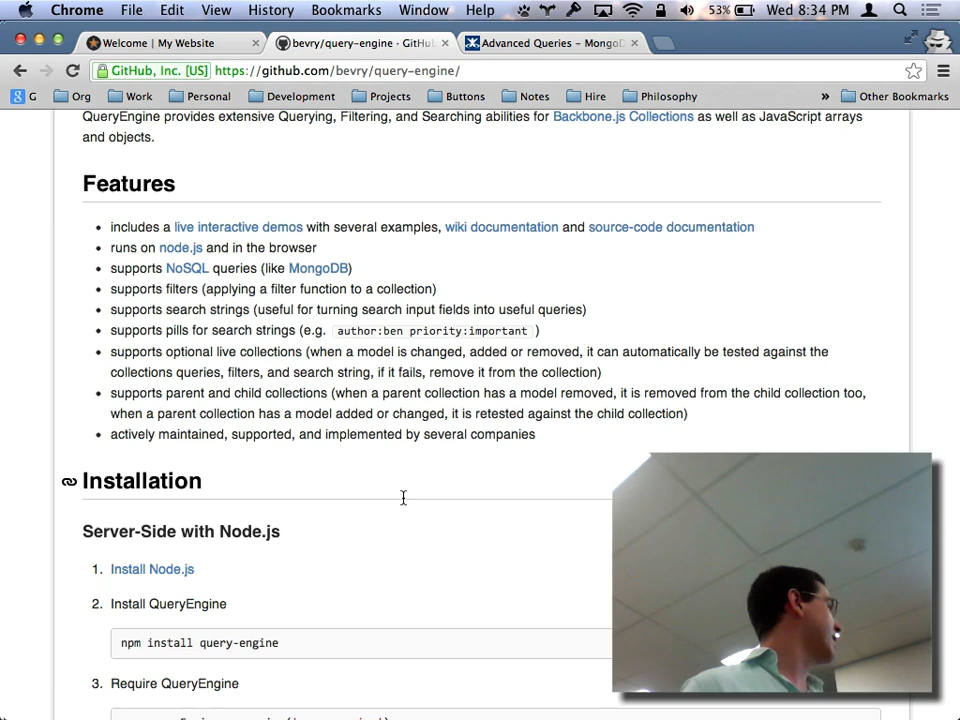 Chrome File Edit View History Bookmarks Window Help 53% Wed 8:34 PM
Welcome | My Website
bevry/query-engine · GitHu
Advanced Queries – MongoD
GitHub, Inc. [US] https://github.com/bevry/query-engine/
G Org Work Personal Development Projects Buttons Notes Hire Philosophy » Other Bookmarks
QueryEngine provides extensive Querying, Filtering, and Searching abilities for Backbone.js Collections as well as JavaScript arrays
and objects.
Features
includes a live interactive demos with several examples, wiki documentation and source-code documentation
runs on node.js and in the browser
supports NoSQL queries (like MongoDB)
supports filters (applying a filter function to a collection)
supports search strings (useful for turning search input fields into useful queries)
supports pills for search strings (e.g. author:ben priority:important )
supports optional live collections (when a model is changed, added or removed, it can automatically be tested against the
collections queries, filters, and search string, if it fails, remove it from the collection)
supports parent and child collections (when a parent collection has a model removed, it is removed from the child collection too,
when a parent collection has a model added or changed, it is retested against the child collection)
actively maintained, supported, and implemented by several companies
Installation
Server-Side with Node.js
1. Install Node.js
2. Install QueryEngine
npm install query-engine
3. Require QueryEngine